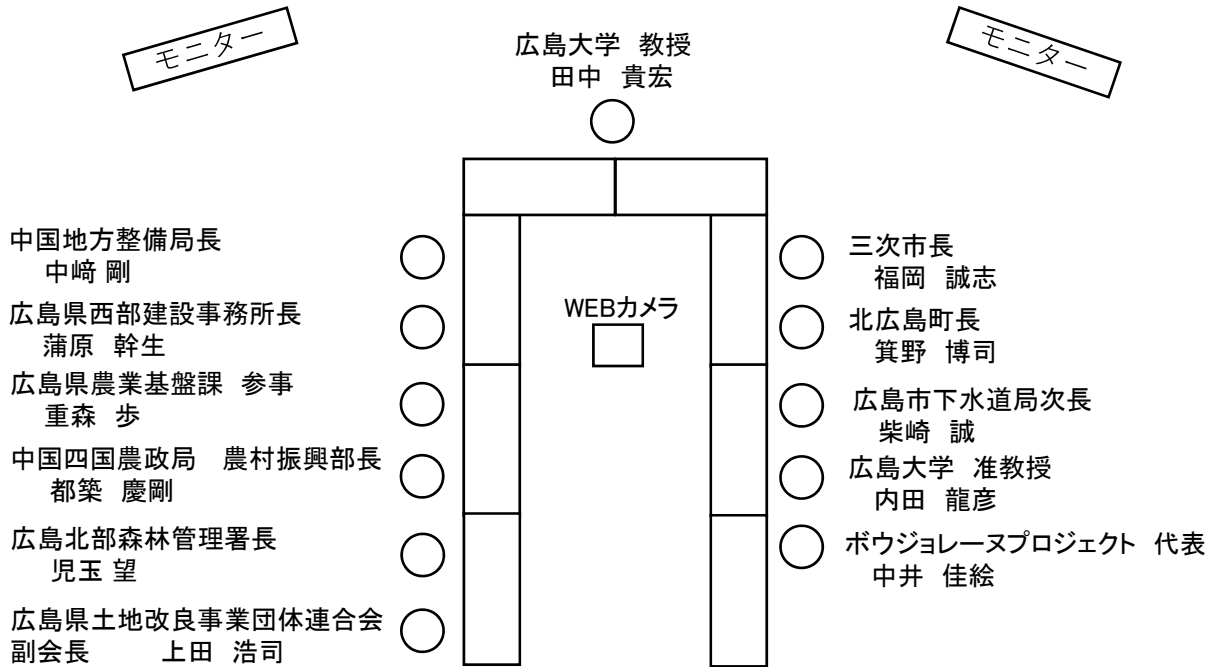 モニター
モニター
広島大学 教授
田中 貴宏
中国地方整備局長
中﨑 剛
広島県西部建設事務所長
蒲原 幹生
広島県農業基盤課 参事
重森 歩
中国四国農政局 農村振興部長
都築 慶剛
広島北部森林管理署長
児玉 望
広島県土地改良事業団体連合会
副会長 上田 浩司
WEBカメラ
三次市長
福岡 誠志
北広島町長
箕野 博司
広島市下水道局次長
柴崎 誠
広島大学 准教授
内田 龍彦
ボウジョレーヌプロジェクト 代表
中井 佳絵